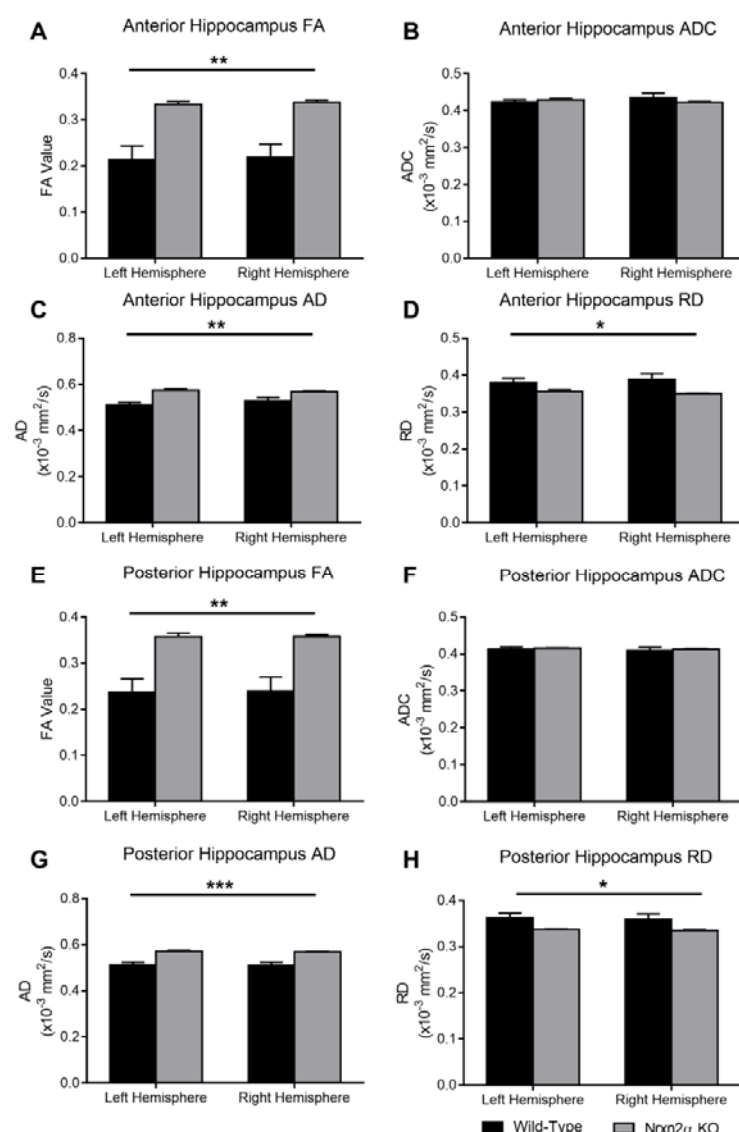 A
Anterior Hippocampus FA
**
FA Value
0.4
0.3
0.2
0.1
0.0
Left Hemisphere
Right Hemisphere
B
Anterior Hippocampus ADC
ADC
(x10⁻³ mm²/s)
0.5
0.4
0.3
0.2
0.1
0.0
Left Hemisphere
Right Hemisphere
C
Anterior Hippocampus AD
**
AD
(x10⁻³ mm²/s)
0.8
0.6
0.4
0.2
0.0
Left Hemisphere
Right Hemisphere
D
Anterior Hippocampus RD
*
RD
(x10⁻³ mm²/s)
0.5
0.4
0.3
0.2
0.1
0.0
Left Hemisphere
Right Hemisphere
E
Posterior Hippocampus FA
**
FA Value
0.4
0.3
0.2
0.1
0.0
Left Hemisphere
Right Hemisphere
F
Posterior Hippocampus ADC
ADC
(x10⁻³ mm²/s)
0.5
0.4
0.3
0.2
0.1
0.0
Left Hemisphere
Right Hemisphere
G
Posterior Hippocampus AD
***
AD
(x10⁻³ mm²/s)
0.8
0.6
0.4
0.2
0.0
Left Hemisphere
Right Hemisphere
H
Posterior Hippocampus RD
*
RD
(x10⁻³ mm²/s)
0.4
0.3
0.2
0.1
0.0
Left Hemisphere
Right Hemisphere
Wild-Type
Nrxn2α KO